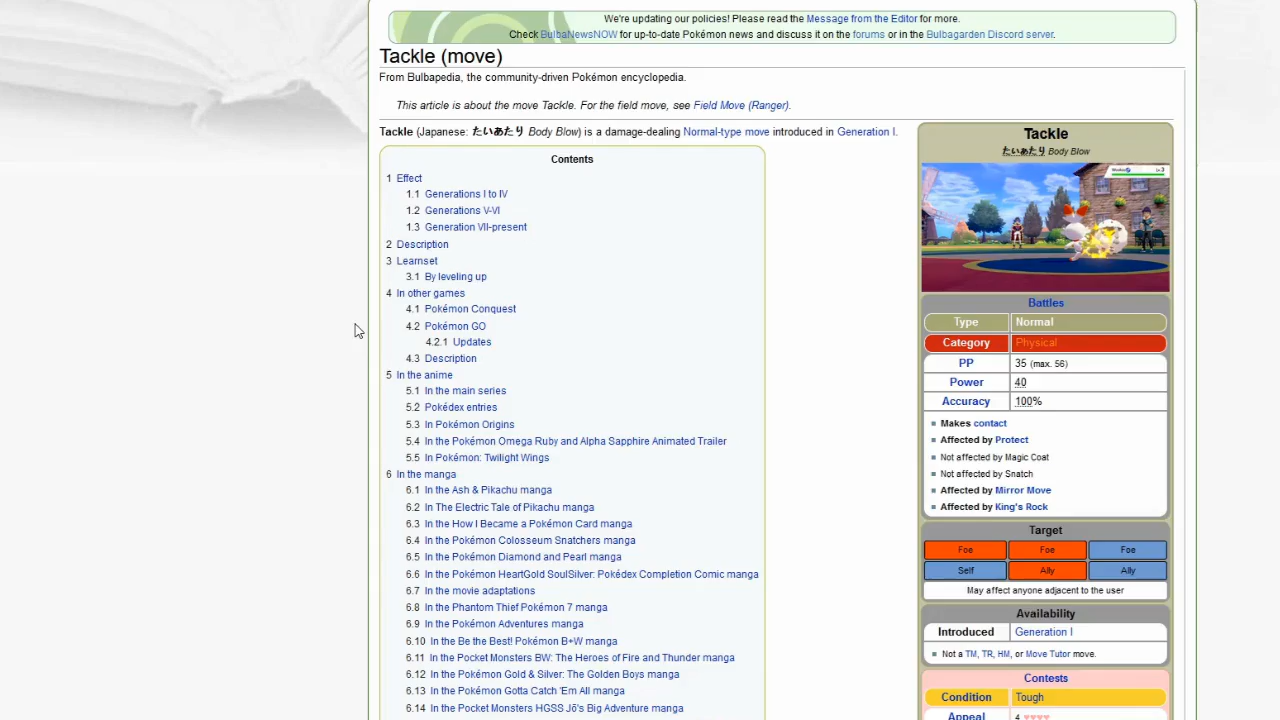 We're updating our policies! Please read the Message from the Editor for more.
Check BulbaNewsNOW for up-to-date Pokémon news and discuss it on the forums or in the Bulbagarden Discord server.
Tackle (move)
From Bulbapedia, the community-driven Pokémon encyclopedia.
This article is about the move Tackle. For the field move, see Field Move (Ranger).
Tackle (Japanese: たいあたり Body Blow) is a damage-dealing Normal-type move introduced in Generation I.
Contents
1 Effect
1.1 Generations I to IV
1.2 Generations V-VI
1.3 Generation VII-present
2 Description
3 Learnset
3.1 By leveling up
4 In other games
4.1 Pokémon Conquest
4.2 Pokémon GO
4.2.1 Updates
4.3 Description
5 In the anime
5.1 In the main series
5.2 Pokédex entries
5.3 In Pokémon Origins
5.4 In the Pokémon Omega Ruby and Alpha Sapphire Animated Trailer
5.5 In Pokémon: Twilight Wings
6 In the manga
6.1 In the Ash & Pikachu manga
6.2 In The Electric Tale of Pikachu manga
6.3 In the How I Became a Pokémon Card manga
6.4 In the Pokémon Colosseum Snatchers manga
6.5 In the Pokémon Diamond and Pearl manga
6.6 In the Pokémon HeartGold SoulSilver: Pokédex Completion Comic manga
6.7 In the movie adaptations
6.8 In the Phantom Thief Pokémon 7 manga
6.9 In the Pokémon Adventures manga
6.10 In the Be the Best! Pokémon B+W manga
6.11 In the Pocket Monsters BW: The Heroes of Fire and Thunder manga
6.12 In the Pokémon Gold & Silver: The Golden Boys manga
6.13 In the Pokémon Gotta Catch 'Em All manga
6.14 In the Pocket Monsters HGSS Jō's Big Adventure manga
Tackle
たいあたり Body Blow
Battles
Type Normal
Category Physical
PP 35 (max. 56)
Power 40
Accuracy 100%
Makes contact
Affected by Protect
Not affected by Magic Coat
Not affected by Snatch
Affected by Mirror Move
Affected by King's Rock
Target
Foe Foe Foe
Self Ally Ally
May affect anyone adjacent to the user
Availability
Introduced Generation I
Not a TM, TR, HM, or Move Tutor move.
Contests
Condition Tough
Appeal 4 ♥♥♥♥